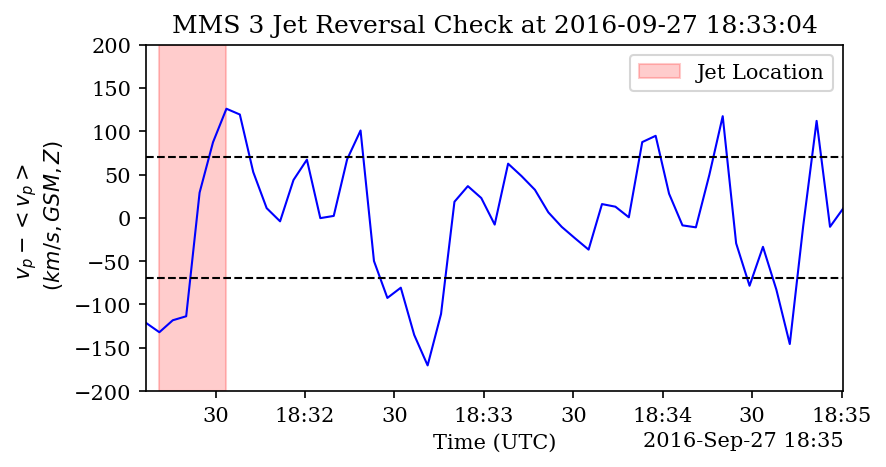 MMS 3 Jet Reversal Check at 2016-09-27 18:33:04
200
150
100
50
0
−50
−100
−150
−200
v_p − < v_p >
(km/s, GSM, Z)
Jet Location
30 18:32 30 18:33 30 18:34 30 18:35
Time (UTC)
2016-Sep-27 18:35